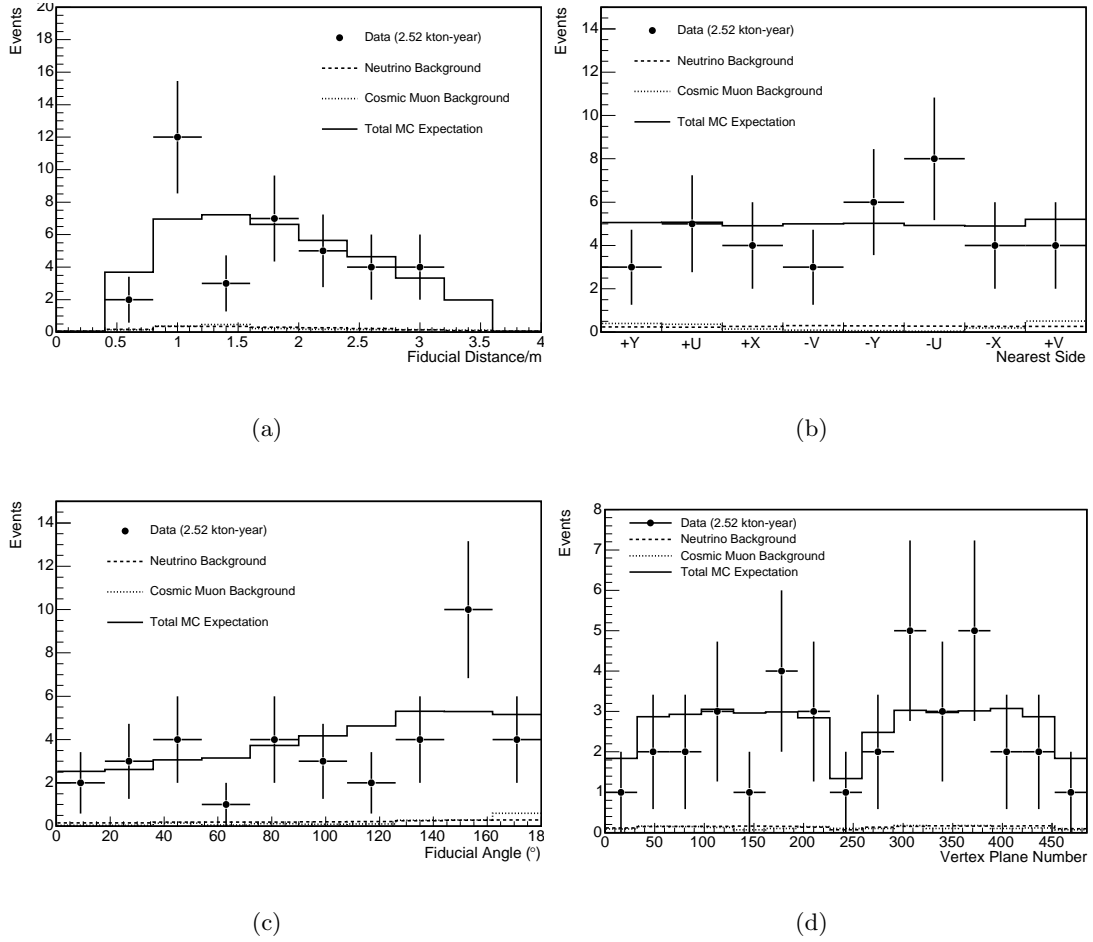 Events
20
18
16
14
12
10
8
6
4
2
0
Data (2.52 kton-year)
Neutrino Background
Cosmic Muon Background
Total MC Expectation
0 0.5 1 1.5 2 2.5 3 3.5 4
Fiducial Distance/m
(a)
Events
14
12
10
8
6
4
2
0
Data (2.52 kton-year)
Neutrino Background
Cosmic Muon Background
Total MC Expectation
+Y +U +X -V -Y -U -X +V
Nearest Side
(b)
Events
14
12
10
8
6
4
2
0
Data (2.52 kton-year)
Neutrino Background
Cosmic Muon Background
Total MC Expectation
0 20 40 60 80 100 120 140 160 18
Fiducial Angle (°)
(c)
Events
8
7
6
5
4
3
2
1
0
Data (2.52 kton-year)
Neutrino Background
Cosmic Muon Background
Total MC Expectation
0 50 100 150 200 250 300 350 400 450
Vertex Plane Number
(d)